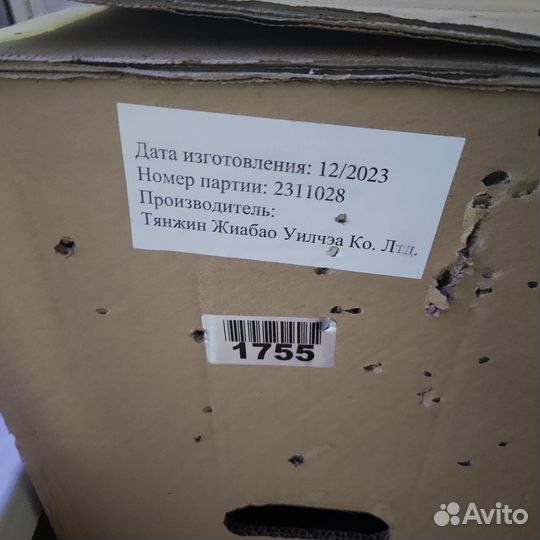 Дата изготовления: 12/2023
Номер партии: 2311028
Производитель:
Тянжин Жиабао Уилчэа Ко. Лтд.
1755
Avito